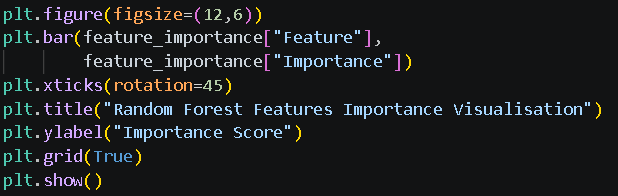 plt.figure(figsize=(12,6))
plt.bar(feature_importance["Feature"],
        feature_importance["Importance"])
plt.xticks(rotation=45)
plt.title("Random Forest Features Importance Visualisation")
plt.ylabel("Importance Score")
plt.grid(True)
plt.show()